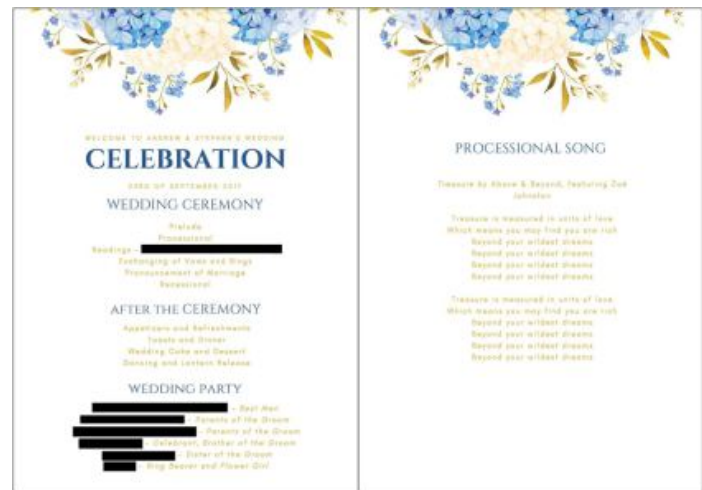 WELCOME TO & STEPHEN'S WEDDING
CELEBRATION
OF SEPTEMBER 2017
WEDDING CEREMONY
Prelude
Processional
Readings -
Exchanging of Vows and Rings
Pronouncement of Marriage
Recessional
AFTER THE CEREMONY
Appetizers and Refreshments
Toasts and Dinner
Wedding Cake and Dessert
Dancing and Lantern Release
WEDDING PARTY
- Best Man
- Parents of the Groom
- Parents of the Groom
- Celebrant, Brother of the Groom
- Sister of the Groom
- Ring Bearer and Flower Girl
PROCESSIONAL SONG
Treasure by Above & Beyond, featuring Zoë
Johnston
Treasure is measured in units of love
Which means you may find you are rich
Beyond your wildest dreams
Beyond your wildest dreams
Beyond your wildest dreams
Beyond your wildest dreams
Treasure is measured in units of love
Which means you may find you are rich
Beyond your wildest dreams
Beyond your wildest dreams
Beyond your wildest dreams
Beyond your wildest dreams